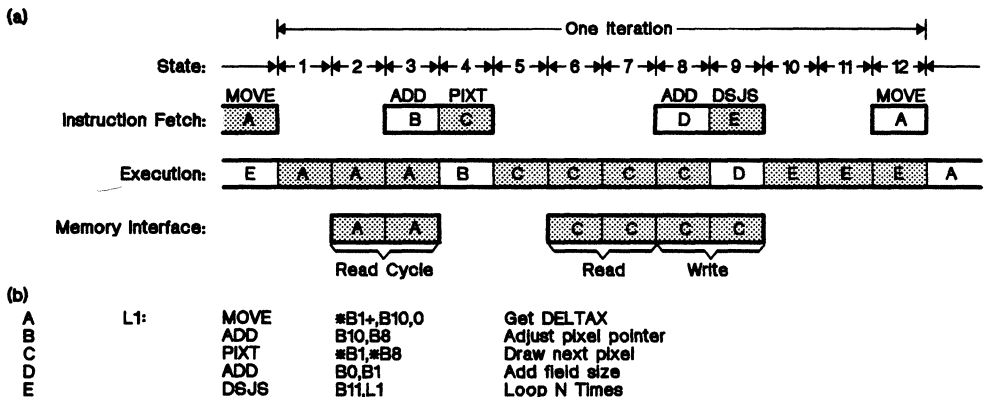 (a)
One Iteration
State: 1 2 3 4 5 6 7 8 9 10 11 12
MOVE ADD PIXT ADD DSJS MOVE
Instruction Fetch: A B C D E A
Execution: E A A A B C C C C D E E E A
Memory Interface: A A C C C C
Read Cycle Read Write
(b)
A L1: MOVE *B1+,B10,0 Get DELTAX
B ADD B10,B8 Adjust pixel pointer
C PIXT *B1,*B8 Draw next pixel
D ADD B0,B1 Add field size
E DSJS B11,L1 Loop N Times